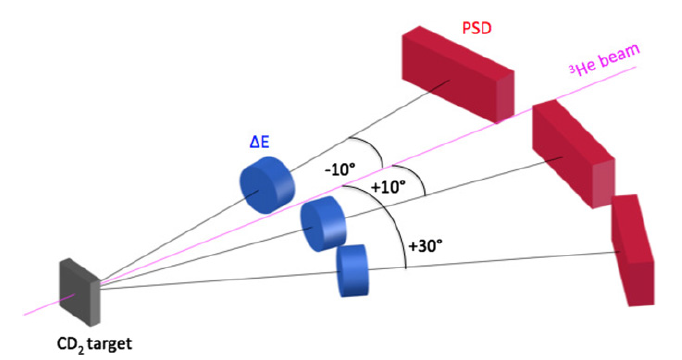 PSD
³He beam
ΔE
-10°
+10°
+30°
CD₂ target